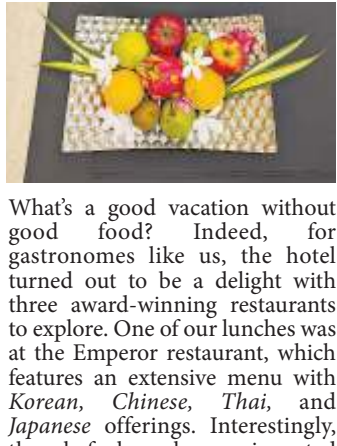 What's a good vacation without
good food? Indeed, for
gastronomes like us, the hotel
turned out to be a delight with
three award-winning restaurants
to explore. One of our lunches was
at the Emperor restaurant, which
features an extensive menu with
Korean, Chinese, Thai, and
Japanese offerings. Interestingly,